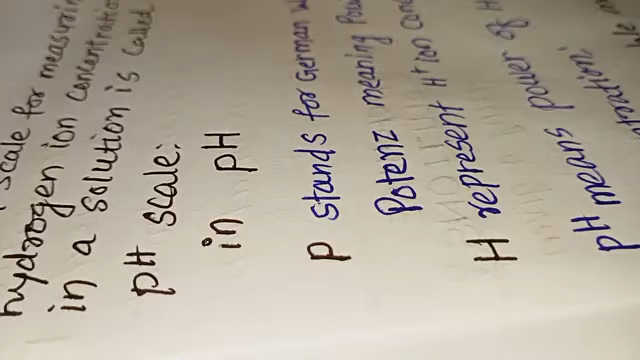 scale for measuring
hydrogen ion concentration
in a solution is called
pH scale:
in pH
P stands for German
Potenz meaning
H represent H+ ion
pH means power of H